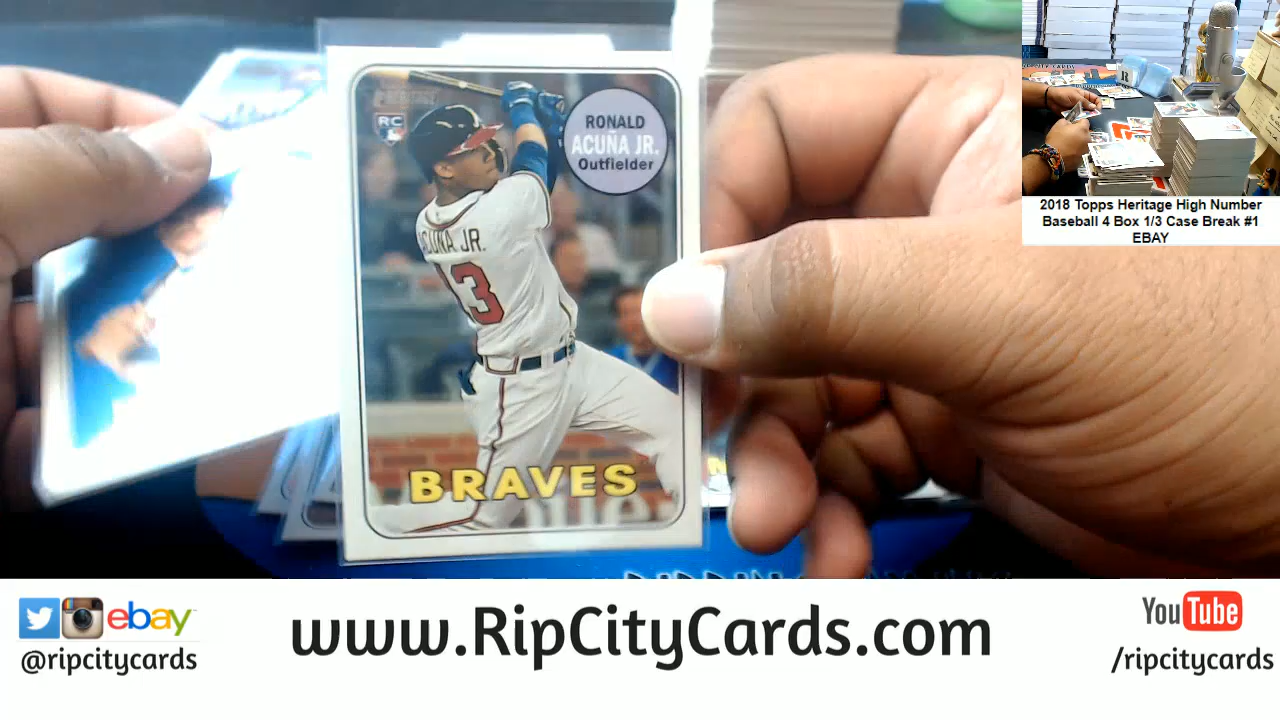 RC
RONALD
ACUÑA JR.
Outfielder
ACUÑA JR.
13
BRAVES
2018 Topps Heritage High Number
Baseball 4 Box 1/3 Case Break #1
EBAY
ebay
@ripcitycards
www.RipCityCards.com
YouTube
/ripcitycards